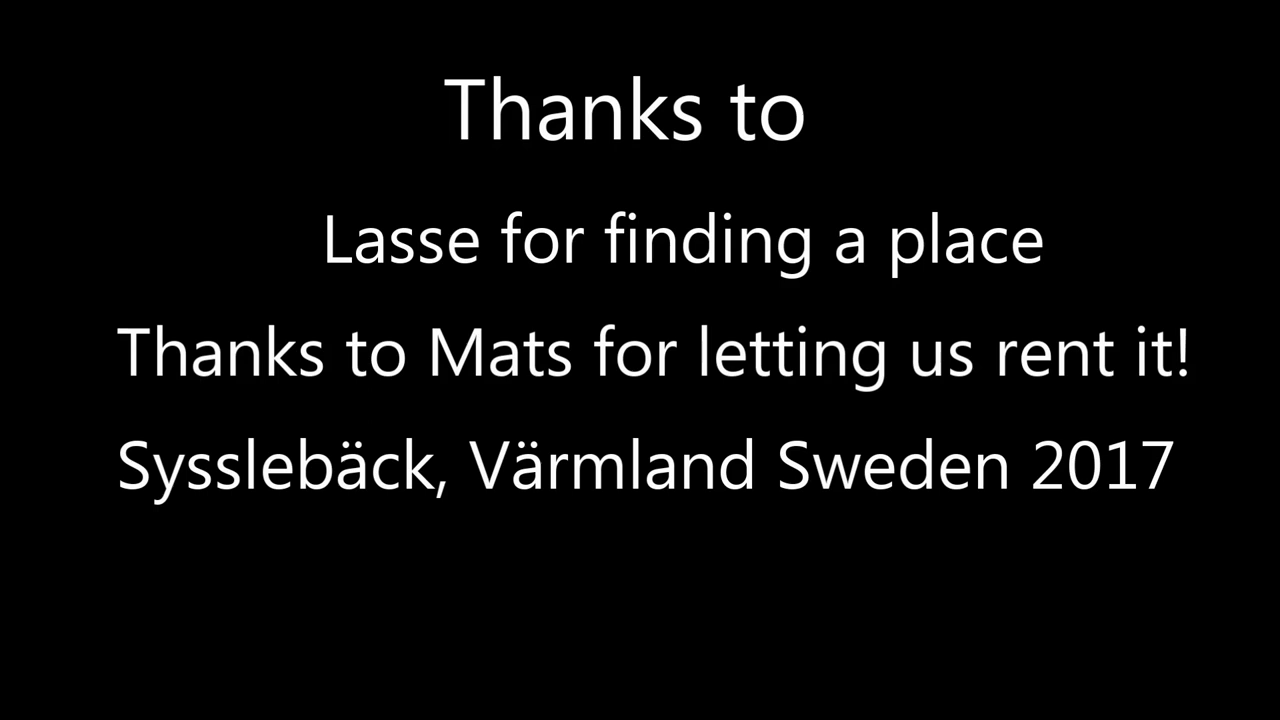 Thanks to
Lasse for finding a place
Thanks to Mats for letting us rent it!
Sysslebäck, Värmland Sweden 2017